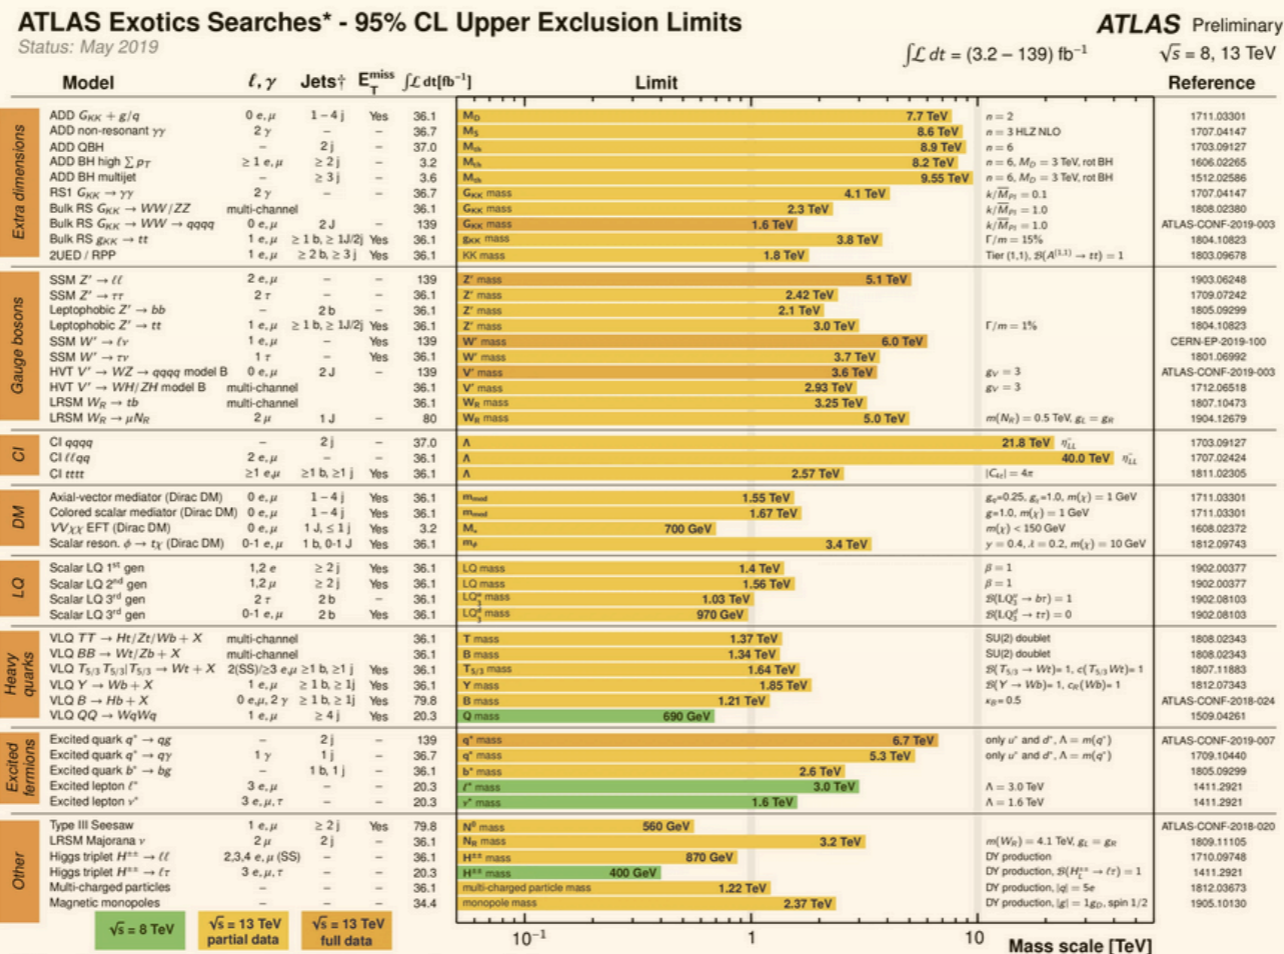 ATLAS Exotics Searches* - 95% CL Upper Exclusion Limits
ATLAS Preliminary
Status: May 2019
∫ℒ dt = (3.2 – 139) fb⁻¹ √s = 8, 13 TeV
Model ℓ, γ Jets† E_T^miss ∫ℒ dt[fb⁻¹] Limit Reference
Extra dimensions
ADD G_KK + g/q 0 e, μ 1 – 4 j Yes 36.1 M_D 7.7 TeV n = 2 1711.03301
ADD non-resonant γγ 2 γ – – 36.7 M_S 8.6 TeV n = 3 HLZ NLO 1707.04147
ADD QBH – 2 j – 37.0 M_th 8.9 TeV n = 6 1703.09127
ADD BH high ∑ p_T ≥ 1 e, μ ≥ 2 j – 3.2 M_th 8.2 TeV n = 6, M_D = 3 TeV, rot BH 1606.02265
ADD BH multijet – ≥ 3 j – 3.6 M_th 9.55 TeV n = 6, M_D = 3 TeV, rot BH 1512.02586
RS1 G_KK → γγ 2 γ – – 36.7 G_KK mass 4.1 TeV k/M̅_Pl = 0.1 1707.04147
Bulk RS G_KK → WW/ZZ multi-channel 36.1 G_KK mass 2.3 TeV k/M̅_Pl = 1.0 1808.02380
Bulk RS G_KK → WW → qqqq 0 e, μ 2 J – 139 G_KK mass 1.6 TeV k/M̅_Pl = 1.0 ATLAS-CONF-2019-003
Bulk RS g_KK → tt 1 e, μ ≥ 1 b, ≥ 1J/2j Yes 36.1 g_KK mass 3.8 TeV Γ/m = 15% 1804.10823
2UED / RPP 1 e, μ ≥ 2 b, ≥ 3 j Yes 36.1 KK mass 1.8 TeV Tier (1,1), ℬ(A^(1,1) → tt) = 1 1803.09678
Gauge bosons
SSM Z′ → ℓℓ 2 e, μ – – 139 Z′ mass 5.1 TeV 1903.06248
SSM Z′ → ττ 2 τ – – 36.1 Z′ mass 2.42 TeV 1709.07242
Leptophobic Z′ → bb – 2 b – 36.1 Z′ mass 2.1 TeV 1805.09299
Leptophobic Z′ → tt 1 e, μ ≥ 1 b, ≥ 1J/2j Yes 36.1 Z′ mass 3.0 TeV Γ/m = 1% 1804.10823
SSM W′ → ℓν 1 e, μ – Yes 139 W′ mass 6.0 TeV CERN-EP-2019-100
SSM W′ → τν 1 τ – Yes 36.1 W′ mass 3.7 TeV 1801.06992
HVT V′ → WZ → qqqq model B 0 e, μ 2 J – 139 V′ mass 3.6 TeV g_V = 3 ATLAS-CONF-2019-003
HVT V′ → WH/ZH model B multi-channel 36.1 V′ mass 2.93 TeV g_V = 3 1712.06518
LRSM W_R → tb multi-channel 36.1 W_R mass 3.25 TeV 1807.10473
LRSM W_R → μN_R 2 μ 1 J – 80 W_R mass 5.0 TeV m(N_R) = 0.5 TeV, g_L = g_R 1904.12679
CI
CI qqqq – 2 j – 37.0 Λ 21.8 TeV η⁻_LL 1703.09127
CI ℓℓqq 2 e, μ – – 36.1 Λ 40.0 TeV η⁻_LL 1707.02424
CI tttt ≥1 e,μ ≥1 b, ≥1 j Yes 36.1 Λ 2.57 TeV |C_4t| = 4π 1811.02305
DM
Axial-vector mediator (Dirac DM) 0 e, μ 1 – 4 j Yes 36.1 m_med 1.55 TeV g_q=0.25, g_χ=1.0, m(χ) = 1 GeV 1711.03301
Colored scalar mediator (Dirac DM) 0 e, μ 1 – 4 j Yes 36.1 m_med 1.67 TeV g=1.0, m(χ) = 1 GeV 1711.03301
VVχχ EFT (Dirac DM) 0 e, μ 1 J, ≤ 1 j Yes 3.2 M_* 700 GeV m(χ) < 150 GeV 1608.02372
Scalar reson. φ → tχ (Dirac DM) 0-1 e, μ 1 b, 0-1 J Yes 36.1 m_φ 3.4 TeV y = 0.4, λ = 0.2, m(χ) = 10 GeV 1812.09743
LQ
Scalar LQ 1ˢᵗ gen 1,2 e ≥ 2 j Yes 36.1 LQ mass 1.4 TeV β = 1 1902.00377
Scalar LQ 2ⁿᵈ gen 1,2 μ ≥ 2 j Yes 36.1 LQ mass 1.56 TeV β = 1 1902.00377
Scalar LQ 3ʳᵈ gen 2 τ 2 b – 36.1 LQ₃ᵘ mass 1.03 TeV ℬ(LQ₃ᵘ → bτ) = 1 1902.08103
Scalar LQ 3ʳᵈ gen 0-1 e, μ 2 b Yes 36.1 LQ₃ᵈ mass 970 GeV ℬ(LQ₃ᵈ → tτ) = 0 1902.08103
Heavy quarks
VLQ TT → Ht/Zt/Wb + X multi-channel 36.1 T mass 1.37 TeV SU(2) doublet 1808.02343
VLQ BB → Wt/Zb + X multi-channel 36.1 B mass 1.34 TeV SU(2) doublet 1808.02343
VLQ T_5/3 T_5/3|T_5/3 → Wt + X 2(SS)/≥3 e,μ ≥1 b, ≥1 j Yes 36.1 T_5/3 mass 1.64 TeV ℬ(T_5/3 → Wt)= 1, c(T_5/3 Wt)= 1 1807.11883
VLQ Y → Wb + X 1 e, μ ≥ 1 b, ≥ 1j Yes 36.1 Y mass 1.85 TeV ℬ(Y → Wb)= 1, c_R(Wb)= 1 1812.07343
VLQ B → Hb + X 0 e,μ, 2 γ ≥ 1 b, ≥ 1j Yes 79.8 B mass 1.21 TeV κ_B= 0.5 ATLAS-CONF-2018-024
VLQ QQ → WqWq 1 e, μ ≥ 4 j Yes 20.3 Q mass 690 GeV 1509.04261
Excited fermions
Excited quark q* → qg – 2 j – 139 q* mass 6.7 TeV only u* and d*, Λ = m(q*) ATLAS-CONF-2019-007
Excited quark q* → qγ 1 γ 1 j – 36.7 q* mass 5.3 TeV only u* and d*, Λ = m(q*) 1709.10440
Excited quark b* → bg – 1 b, 1 j – 36.1 b* mass 2.6 TeV 1805.09299
Excited lepton ℓ* 3 e, μ – – 20.3 ℓ* mass 3.0 TeV Λ = 3.0 TeV 1411.2921
Excited lepton ν* 3 e, μ, τ – – 20.3 ν* mass 1.6 TeV Λ = 1.6 TeV 1411.2921
Other
Type III Seesaw 1 e, μ ≥ 2 j Yes 79.8 N⁰ mass 560 GeV ATLAS-CONF-2018-020
LRSM Majorana ν 2 μ 2 j – 36.1 N_R mass 3.2 TeV m(W_R) = 4.1 TeV, g_L = g_R 1809.11105
Higgs triplet H^±± → ℓℓ 2,3,4 e, μ (SS) – – 36.1 H^±± mass 870 GeV DY production 1710.09748
Higgs triplet H^±± → ℓτ 3 e, μ, τ – – 20.3 H^±± mass 400 GeV DY production, ℬ(H_L^±± → ℓτ) = 1 1411.2921
Multi-charged particles – – – 36.1 multi-charged particle mass 1.22 TeV DY production, |q| = 5e 1812.03673
Magnetic monopoles – – – 34.4 monopole mass 2.37 TeV DY production, |g| = 1g_D, spin 1/2 1905.10130
√s = 8 TeV
√s = 13 TeV partial data
√s = 13 TeV full data
10⁻¹ 1 10
Mass scale [TeV]